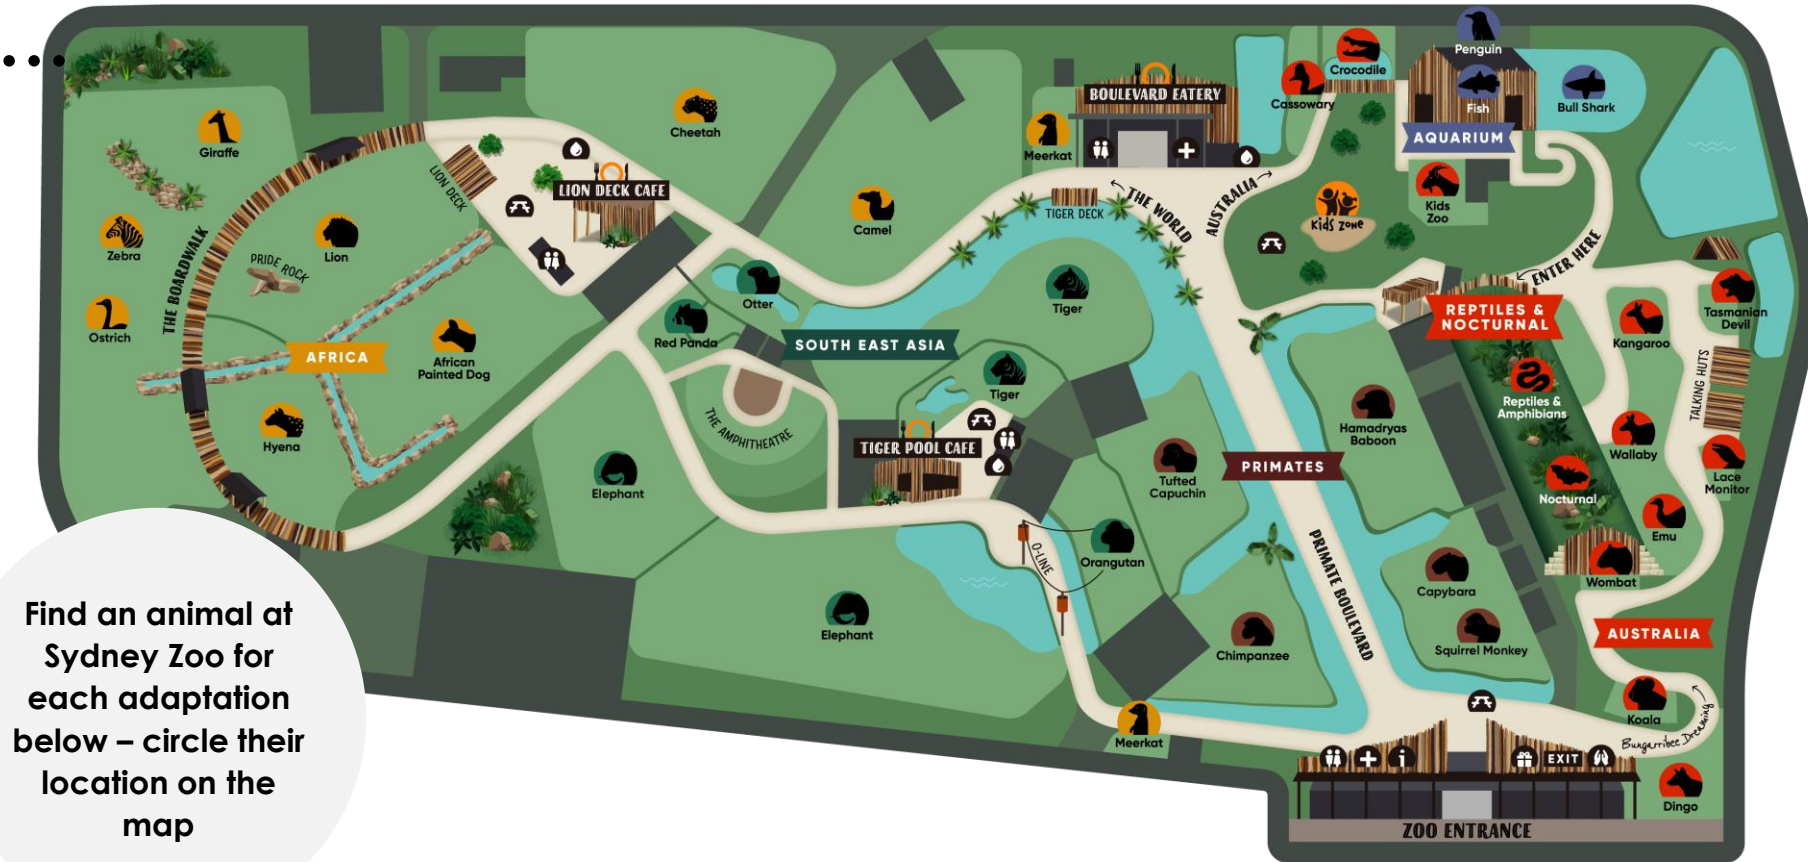 ...
Penguin
Crocodile
Fish
Cassowary
Bull Shark
BOULEVARD EATERY
AQUARIUM
Cheetah
Giraffe
Meerkat
LION DECK
LION DECK CAFE
TIGER DECK
THE WORLD
AUSTRALIA
Kids
Zoo
KIDS ZONE
Camel
Zebra
THE BOARDWALK
PRIDE ROCK
Lion
ENTER HERE
Otter
Tiger
Ostrich
Red Panda
SOUTH EAST ASIA
REPTILES &
NOCTURNAL
Tasmanian
Devil
Kangaroo
AFRICA
African
Painted Dog
Tiger
TALKING HUTS
Reptiles &
Amphibians
THE AMPHITHEATRE
Hamadryas
Baboon
Hyena
TIGER POOL CAFE
Wallaby
PRIMATES
Elephant
Tufted
Capuchin
Lace
Monitor
Nocturnal
Emu
O-LINE
Orangutan
PRIMATE BOULEVARD
Wombat
Capybara
Elephant
Chimpanzee
Squirrel Monkey
AUSTRALIA
Koala
Bungarribee Dreaming
Meerkat
i
EXIT
Dingo
ZOO ENTRANCE
Find an animal at
Sydney Zoo for
each adaptation
below – circle their
location on the
map